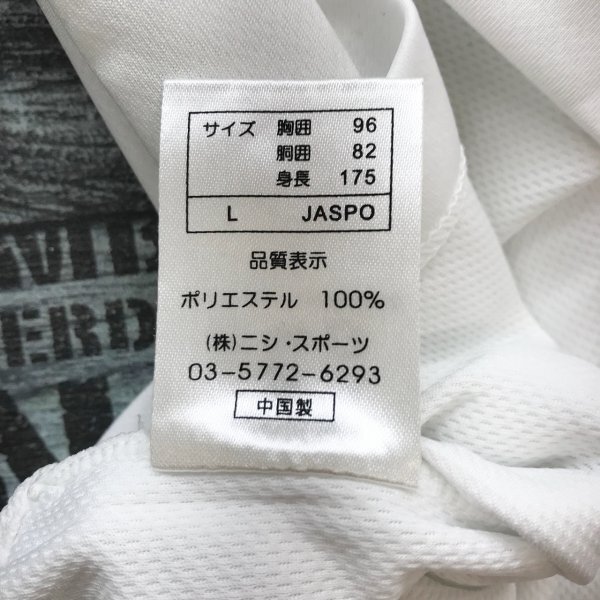 サイズ 胸囲 96
胴囲 82
身長 175
L JASPO
品質表示
ポリエステル 100%
(株)ニシ・スポーツ
03-5772-6293
中国製